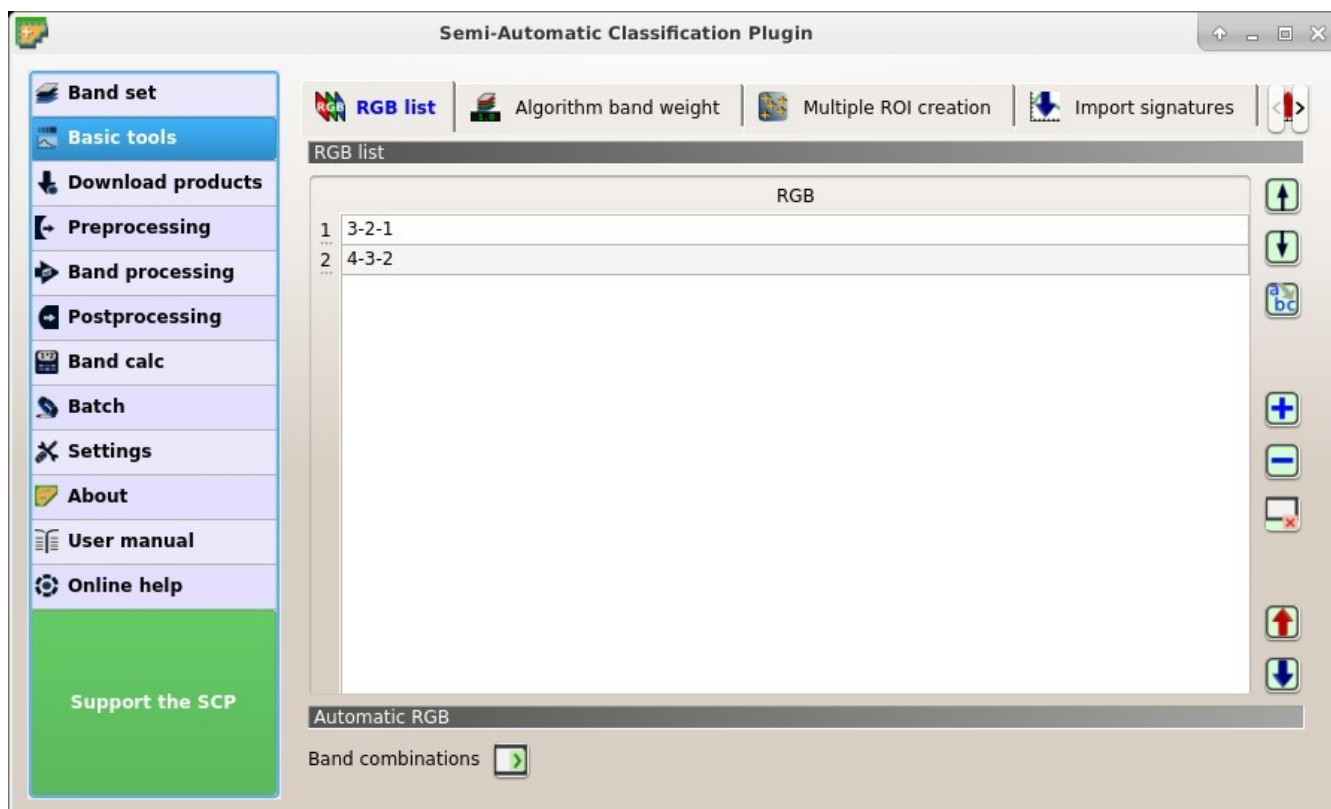 Semi-Automatic Classification Plugin
Band set
Basic tools
Download products
Preprocessing
Band processing
Postprocessing
Band calc
Batch
Settings
About
User manual
Online help
Support the SCP
RGB RGB list
Algorithm band weight
Multiple ROI creation
Import signatures
RGB list
RGB
1 3-2-1
2 4-3-2
a
bc
Automatic RGB
Band combinations